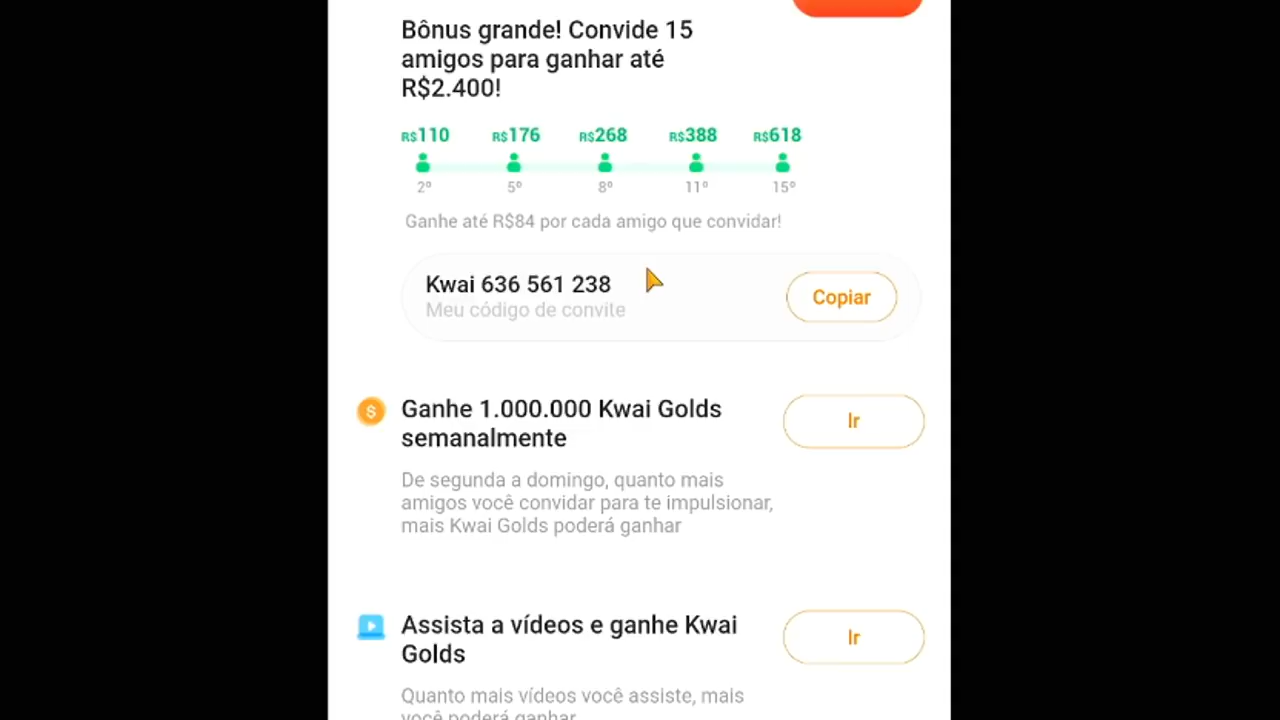 Bônus grande! Convide 15
amigos para ganhar até
R$2.400!
R$110 R$176 R$268 R$388 R$618
2º 5º 8º 11º 15º
Ganhe até R$84 por cada amigo que convidar!
Kwai 636 561 238
Meu código de convite
Copiar
Ganhe 1.000.000 Kwai Golds
semanalmente
Ir
De segunda a domingo, quanto mais
amigos você convidar para te impulsionar,
mais Kwai Golds poderá ganhar
Assista a vídeos e ganhe Kwai
Golds
Ir
Quanto mais vídeos você assiste, mais
você poderá ganhar